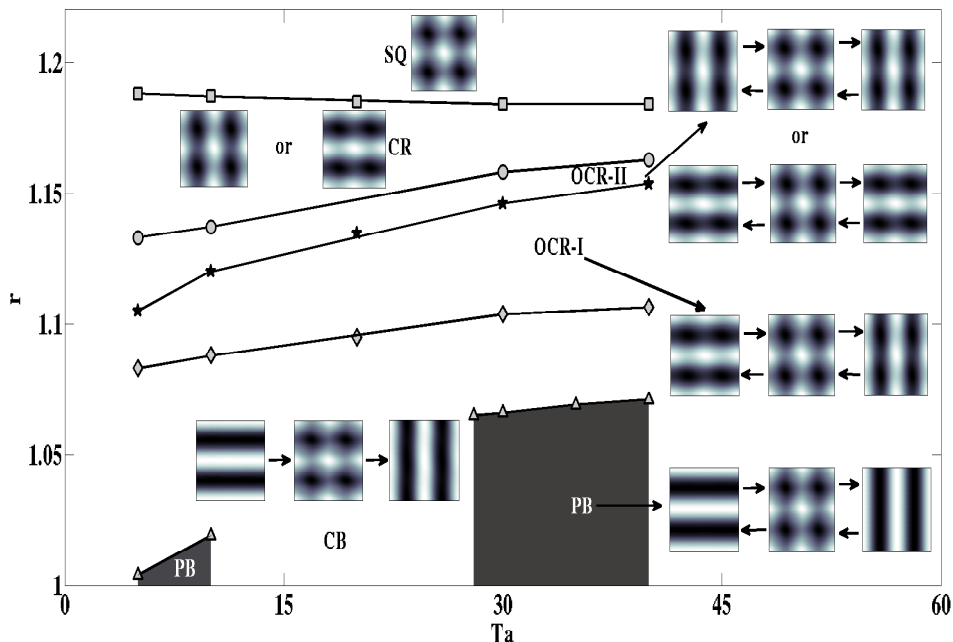 1.2
SQ
or
CR
or
OCR-II
1.15
OCR-I
r
1.1
1.05
PB
PB
CB
1
0
15
30
45
60
Ta